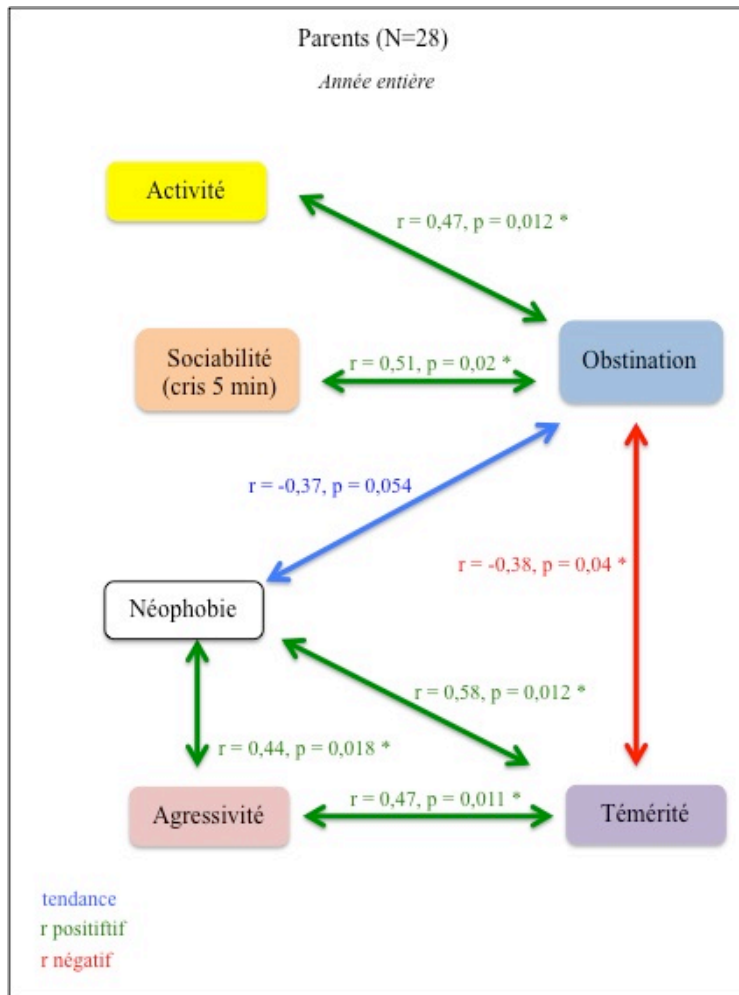 Parents (N=28)
Année entière
Activité
r = 0,47, p = 0,012 *
Sociabilité
(cris 5 min)
r = 0,51, p = 0,02 *
Obstination
r = -0,37, p = 0,054
r = -0,38, p = 0,04 *
Néophobie
r = 0,58, p = 0,012 *
r = 0,44, p = 0,018 *
Agressivité
r = 0,47, p = 0,011 *
Témérité
tendance
r positiftif
r négatif